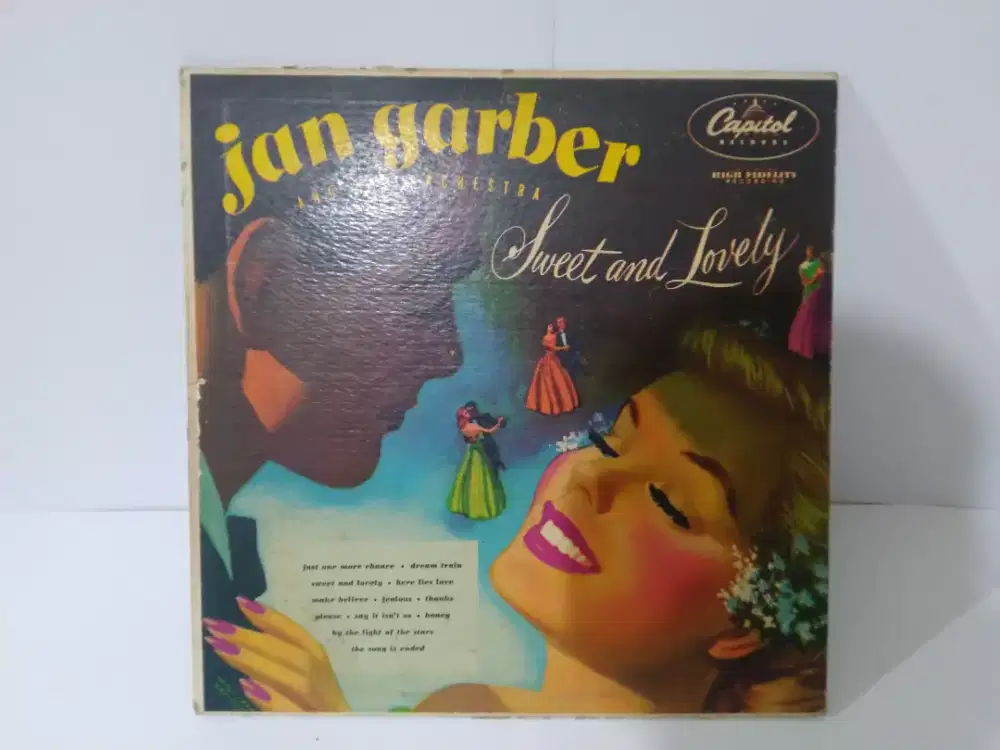 jan garber
ORCHESTRA
Capitol
RECORDS
HIGH FIDELITY
RECORDING
Sweet and Lovely
just one more chance • dream train
sweet and lovely • here lies love
make believe • jealous • thanks
please • say it isn't so • honey
by the light of the stars
the song is ended